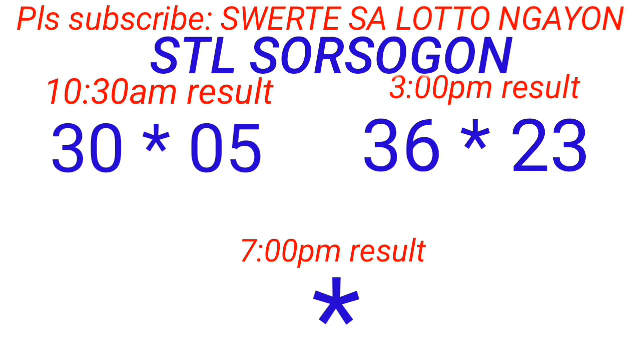 Pls subscribe: SWERTE SA LOTTO NGAYON
STL SORSOGON
10:30am result
30 * 05
3:00pm result
36 * 23
7:00pm result
*